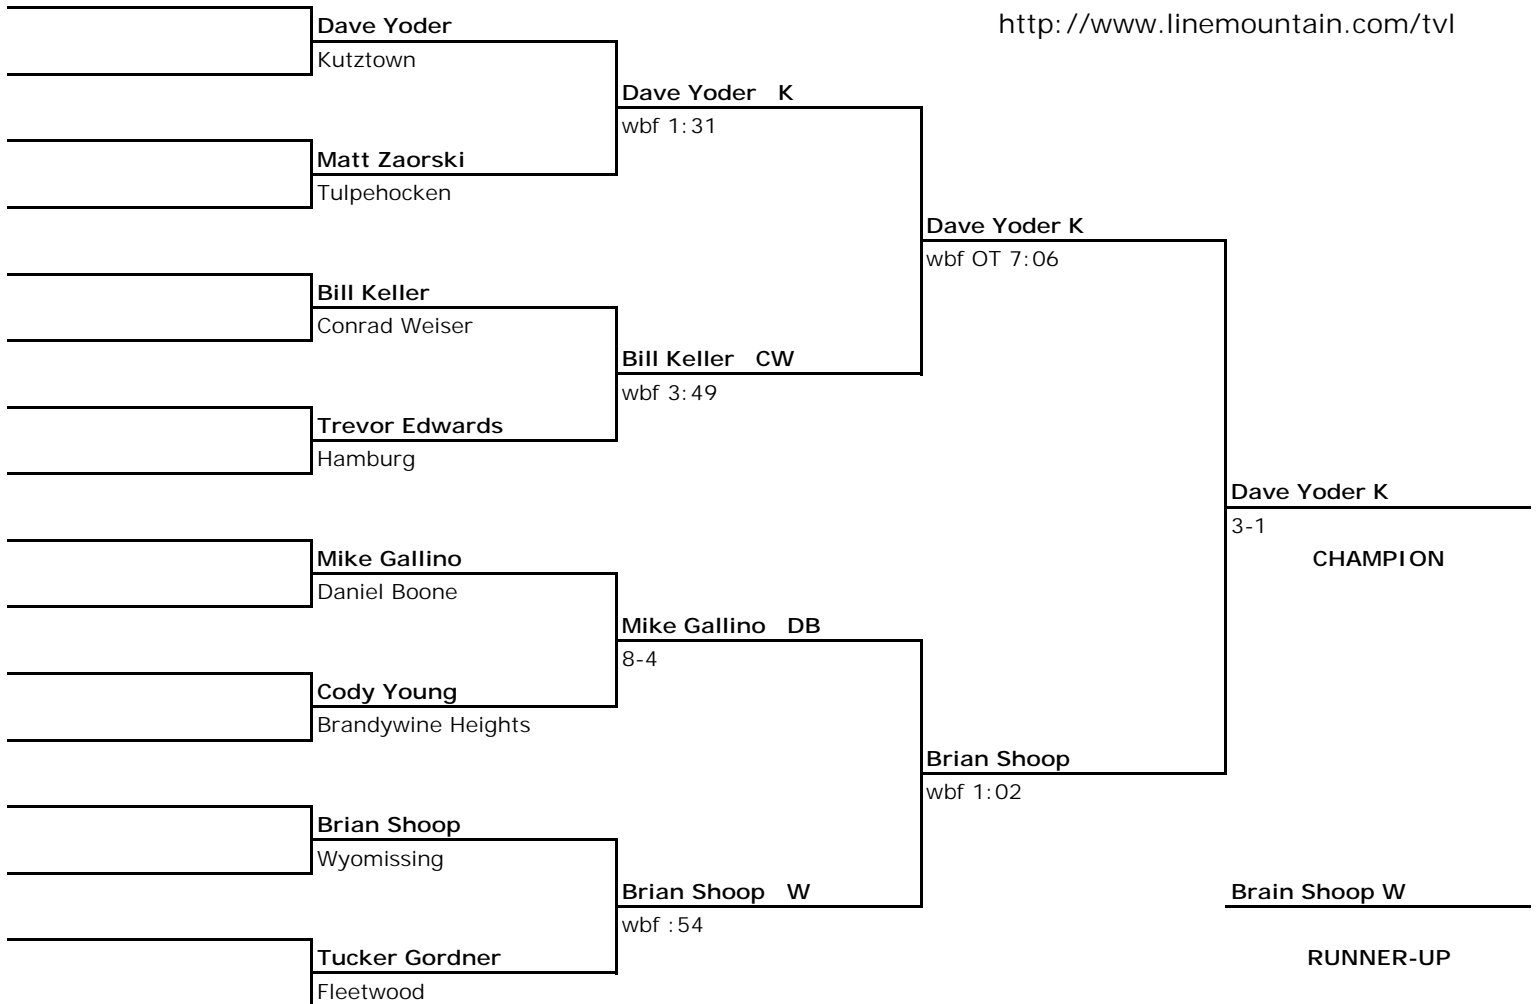 http://www.linemountain.com/tvl
Dave Yoder
Kutztown
Dave Yoder K
wbf 1:31
Matt Zaorski
Tulpehocken
Dave Yoder K
wbf OT 7:06
Bill Keller
Conrad Weiser
Bill Keller CW
wbf 3:49
Trevor Edwards
Hamburg
Dave Yoder K
3-1
CHAMPION
Mike Gallino
Daniel Boone
Mike Gallino DB
8-4
Cody Young
Brandywine Heights
Brian Shoop
wbf 1:02
Brian Shoop
Wyomissing
Brian Shoop W
wbf :54
Brain Shoop W
RUNNER-UP
Tucker Gordner
Fleetwood